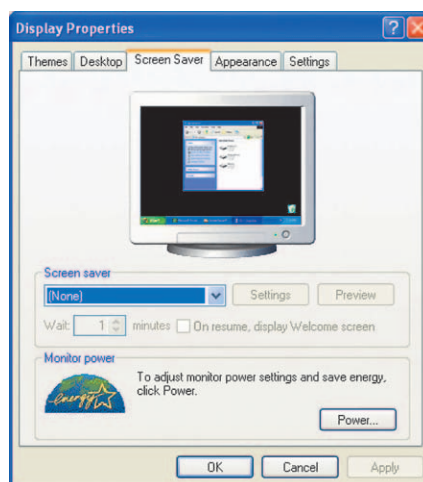 Display Properties
Themes Desktop Screen Saver Appearance Settings
Screen saver
(None) Settings Preview
Wait: 1 minutes On resume, display Welcome screen
Monitor power
To adjust monitor power settings and save energy,
click Power.
energy
Power...
OK Cancel Apply